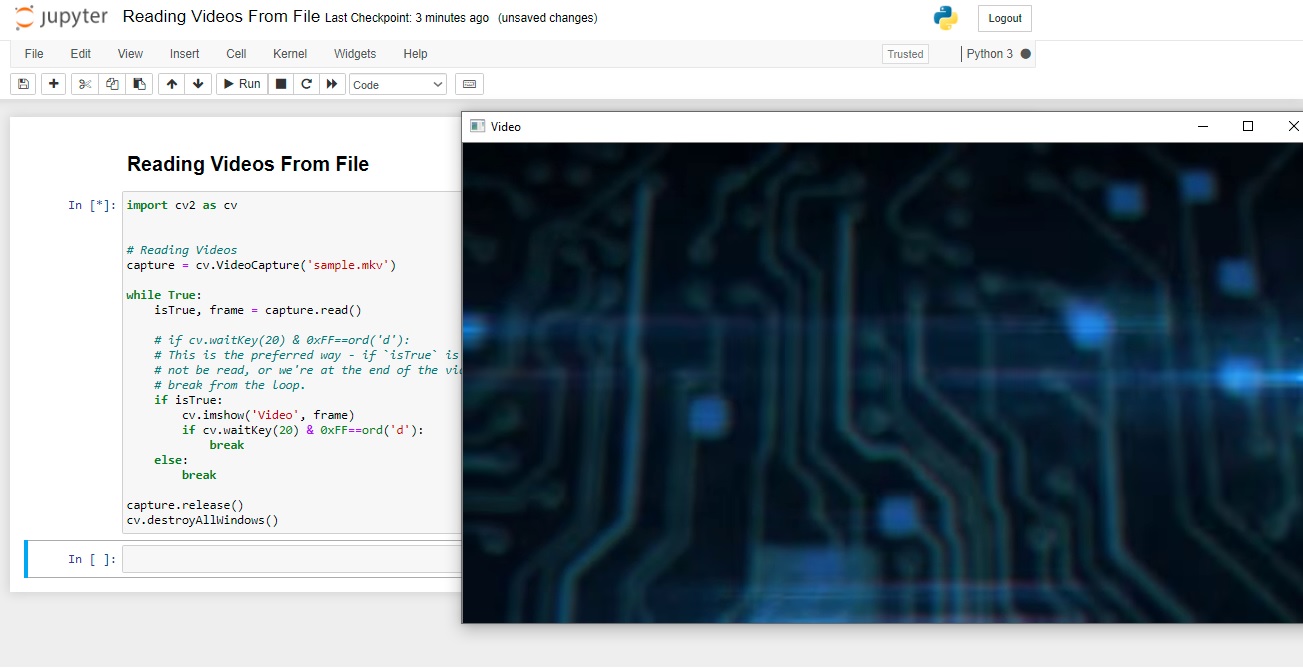 jupyter Reading Videos From File Last Checkpoint: 3 minutes ago (unsaved changes) Logout
File Edit View Insert Cell Kernel Widgets Help Trusted Python 3
Run Code
Video
Reading Videos From File
In [*]: import cv2 as cv
# Reading Videos
capture = cv.VideoCapture('sample.mkv')
while True:
    isTrue, frame = capture.read()
    # if cv.waitKey(20) & 0xFF==ord('d'):
    # This is the preferred way - if `isTrue` is
    # not be read, or we're at the end of the
    # break from the loop.
    if isTrue:
        cv.imshow('Video', frame)
        if cv.waitKey(20) & 0xFF==ord('d'):
            break
    else:
        break
capture.release()
cv.destroyAllWindows()
In [ ]: